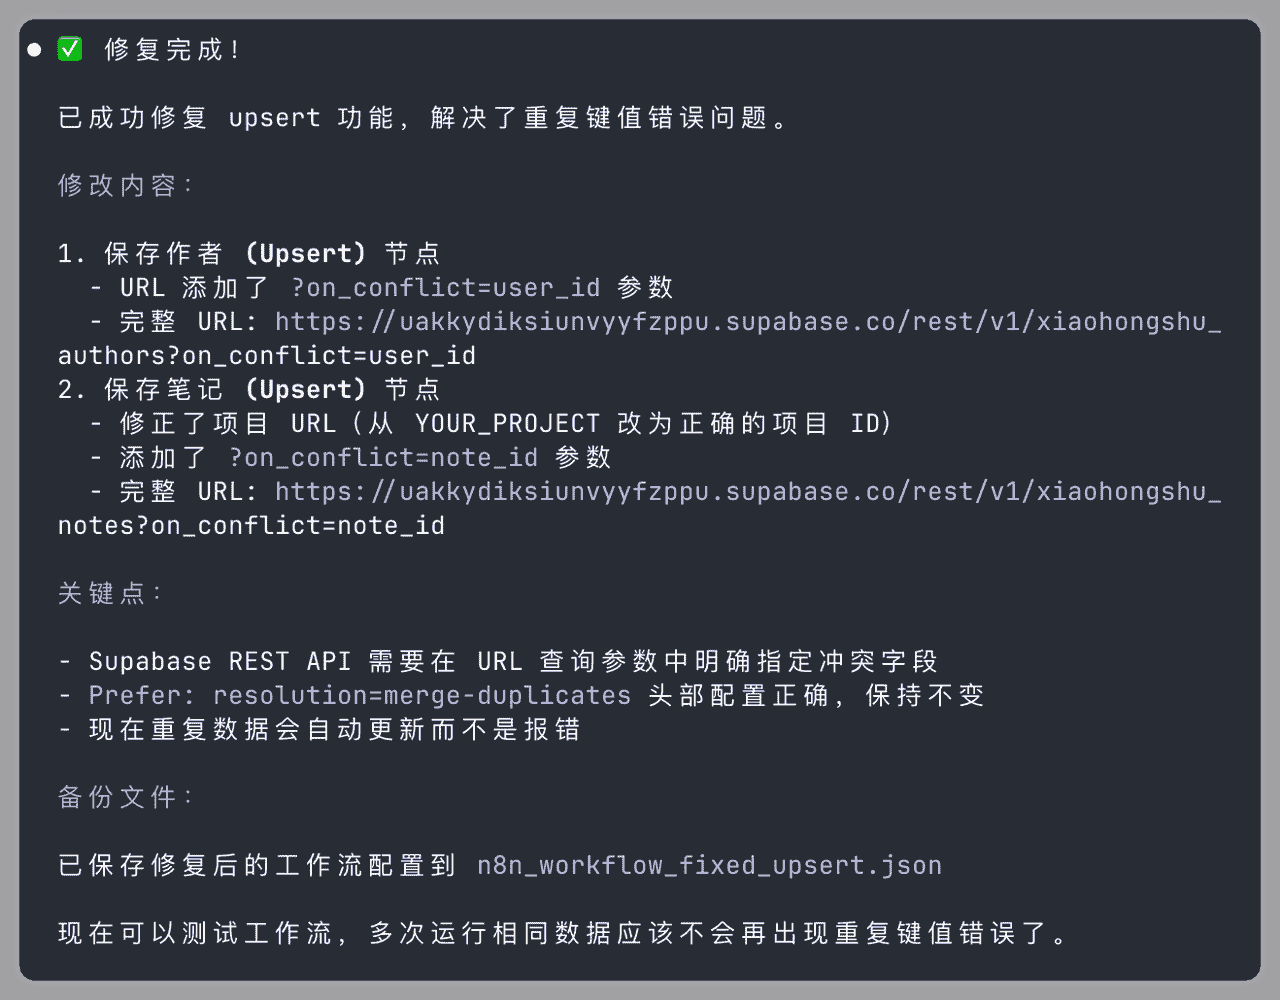 ● ✅ 修复完成!
已成功修复 upsert 功能, 解决了重复键值错误问题。
修改内容:
1. 保存作者 (Upsert) 节点
- URL 添加了 ?on_conflict=user_id 参数
- 完整 URL: https://uakkydiksiunvyyfzppu.supabase.co/rest/v1/xiaohongshu_
authors?on_conflict=user_id
2. 保存笔记 (Upsert) 节点
- 修正了项目 URL (从 YOUR_PROJECT 改为正确的项目 ID)
- 添加了 ?on_conflict=note_id 参数
- 完整 URL: https://uakkydiksiunvyyfzppu.supabase.co/rest/v1/xiaohongshu_
notes?on_conflict=note_id
关键点:
- Supabase REST API 需要在 URL 查询参数中明确指定冲突字段
- Prefer: resolution=merge-duplicates 头部配置正确, 保持不变
- 现在重复数据会自动更新而不是报错
备份文件:
已保存修复后的工作流配置到 n8n_workflow_fixed_upsert.json
现在可以测试工作流, 多次运行相同数据应该不会再出现重复键值错误了。